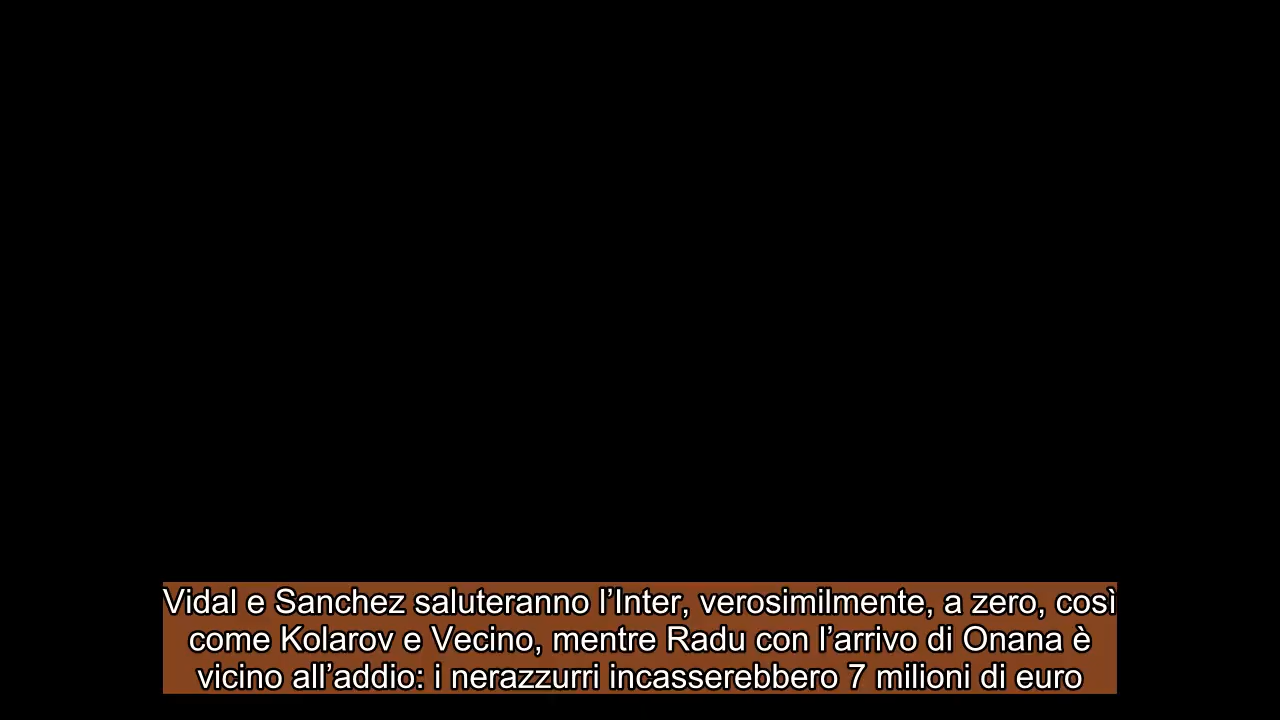 Vidal e Sanchez saluteranno l’Inter, verosimilmente, a zero, così
come Kolarov e Vecino, mentre Radu con l’arrivo di Onana è
vicino all’addio: i nerazzurri incasserebbero 7 milioni di euro